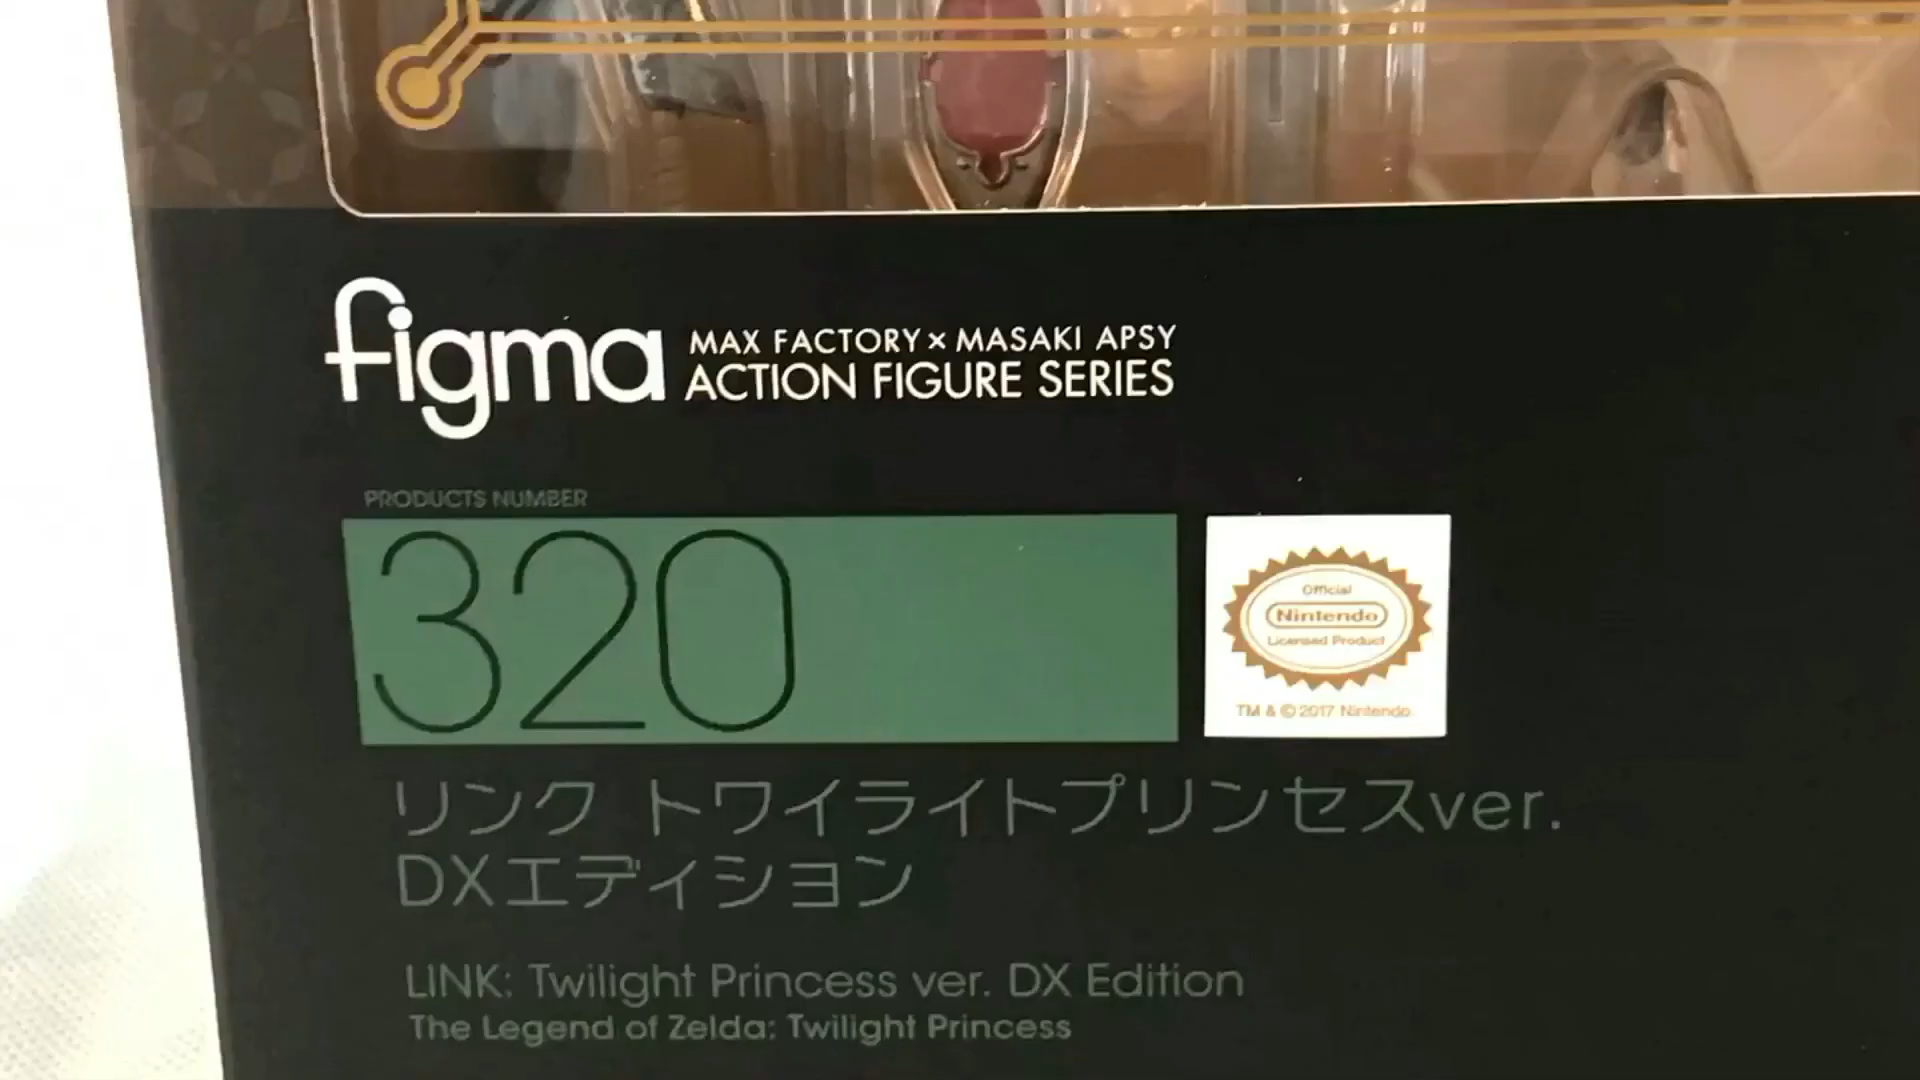 figma
MAX FACTORY × MASAKI APSY
ACTION FIGURE SERIES
PRODUCTS NUMBER
320
Official
Nintendo
Licensed Product
TM & © 2017 Nintendo.
リンク トワイライトプリンセスver.
DXエディション
LINK: Twilight Princess ver. DX Edition
The Legend of Zelda: Twilight Princess